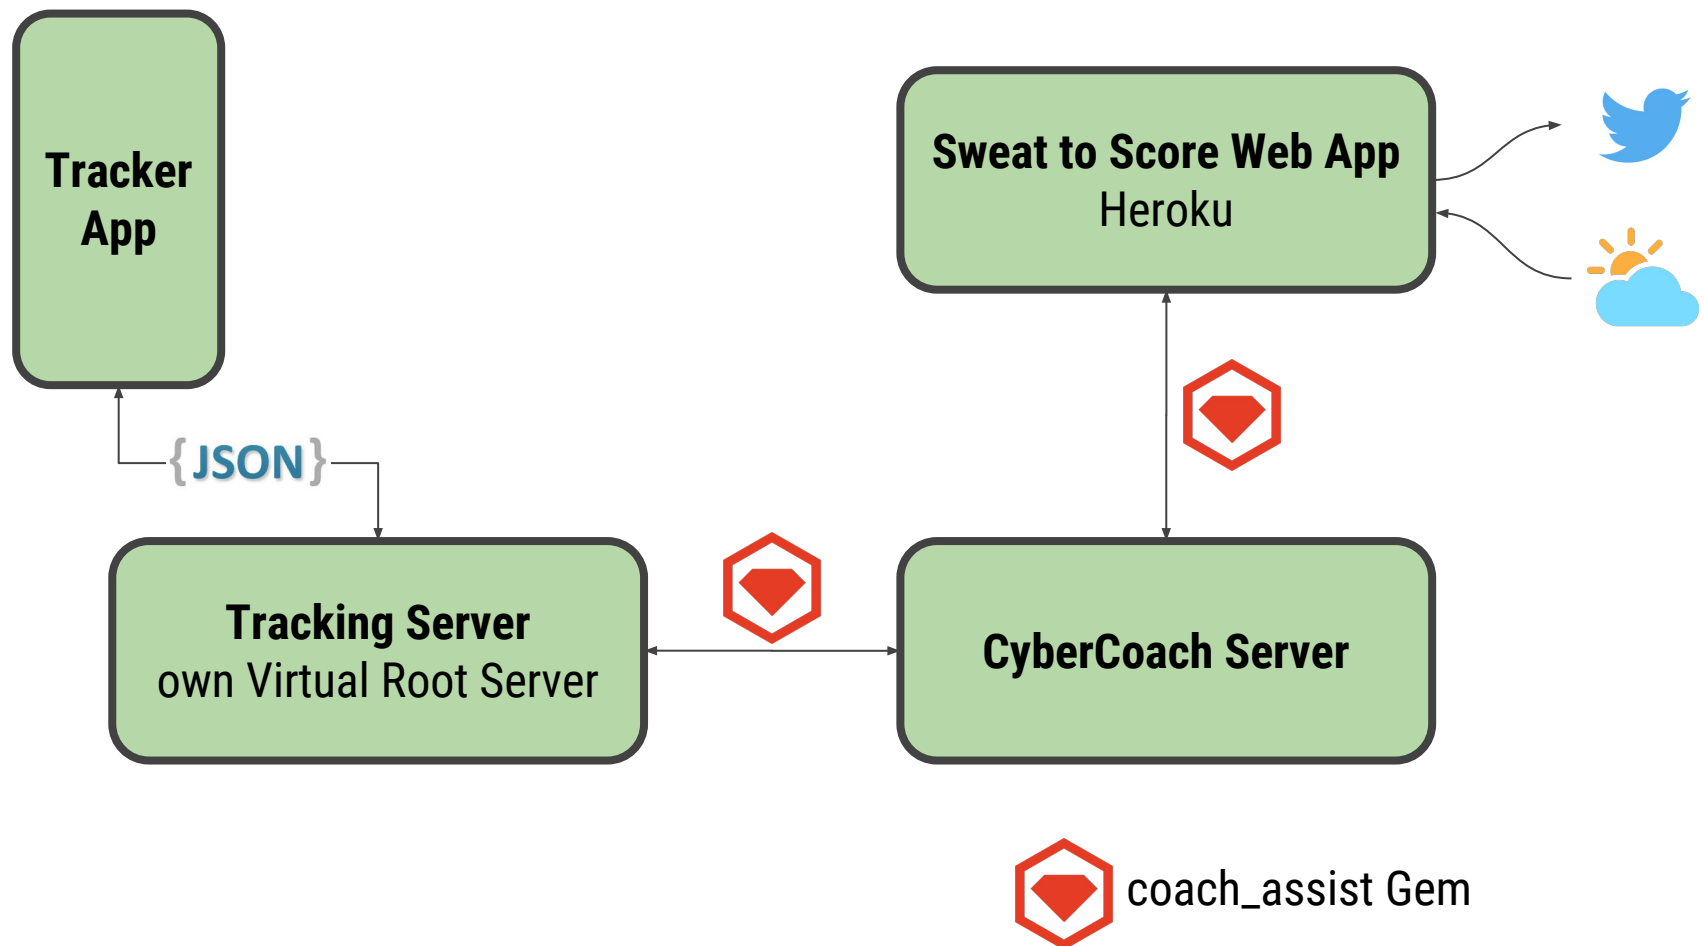 Tracker
App
Sweat to Score Web App
Heroku
{JSON}
Tracking Server
own Virtual Root Server
CyberCoach Server
coach_assist Gem